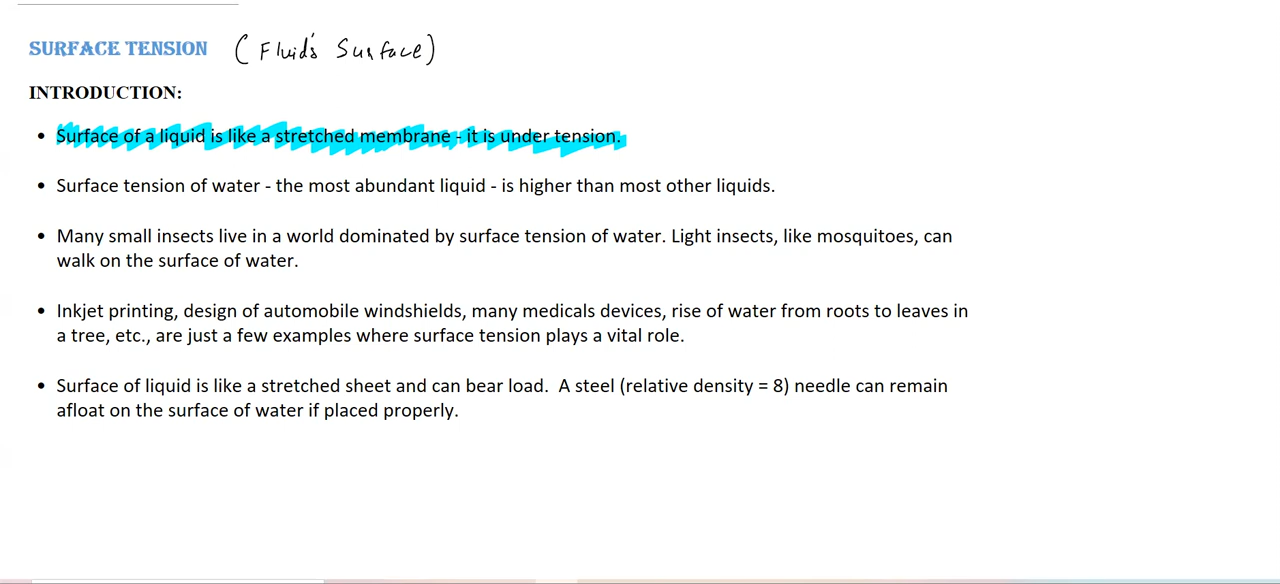 SURFACE TENSION (Fluid's Surface)
INTRODUCTION:
• Surface of a liquid is like a stretched membrane - it is under tension.
• Surface tension of water - the most abundant liquid - is higher than most other liquids.
• Many small insects live in a world dominated by surface tension of water. Light insects, like mosquitoes, can
walk on the surface of water.
• Inkjet printing, design of automobile windshields, many medicals devices, rise of water from roots to leaves in
a tree, etc., are just a few examples where surface tension plays a vital role.
• Surface of liquid is like a stretched sheet and can bear load. A steel (relative density = 8) needle can remain
afloat on the surface of water if placed properly.